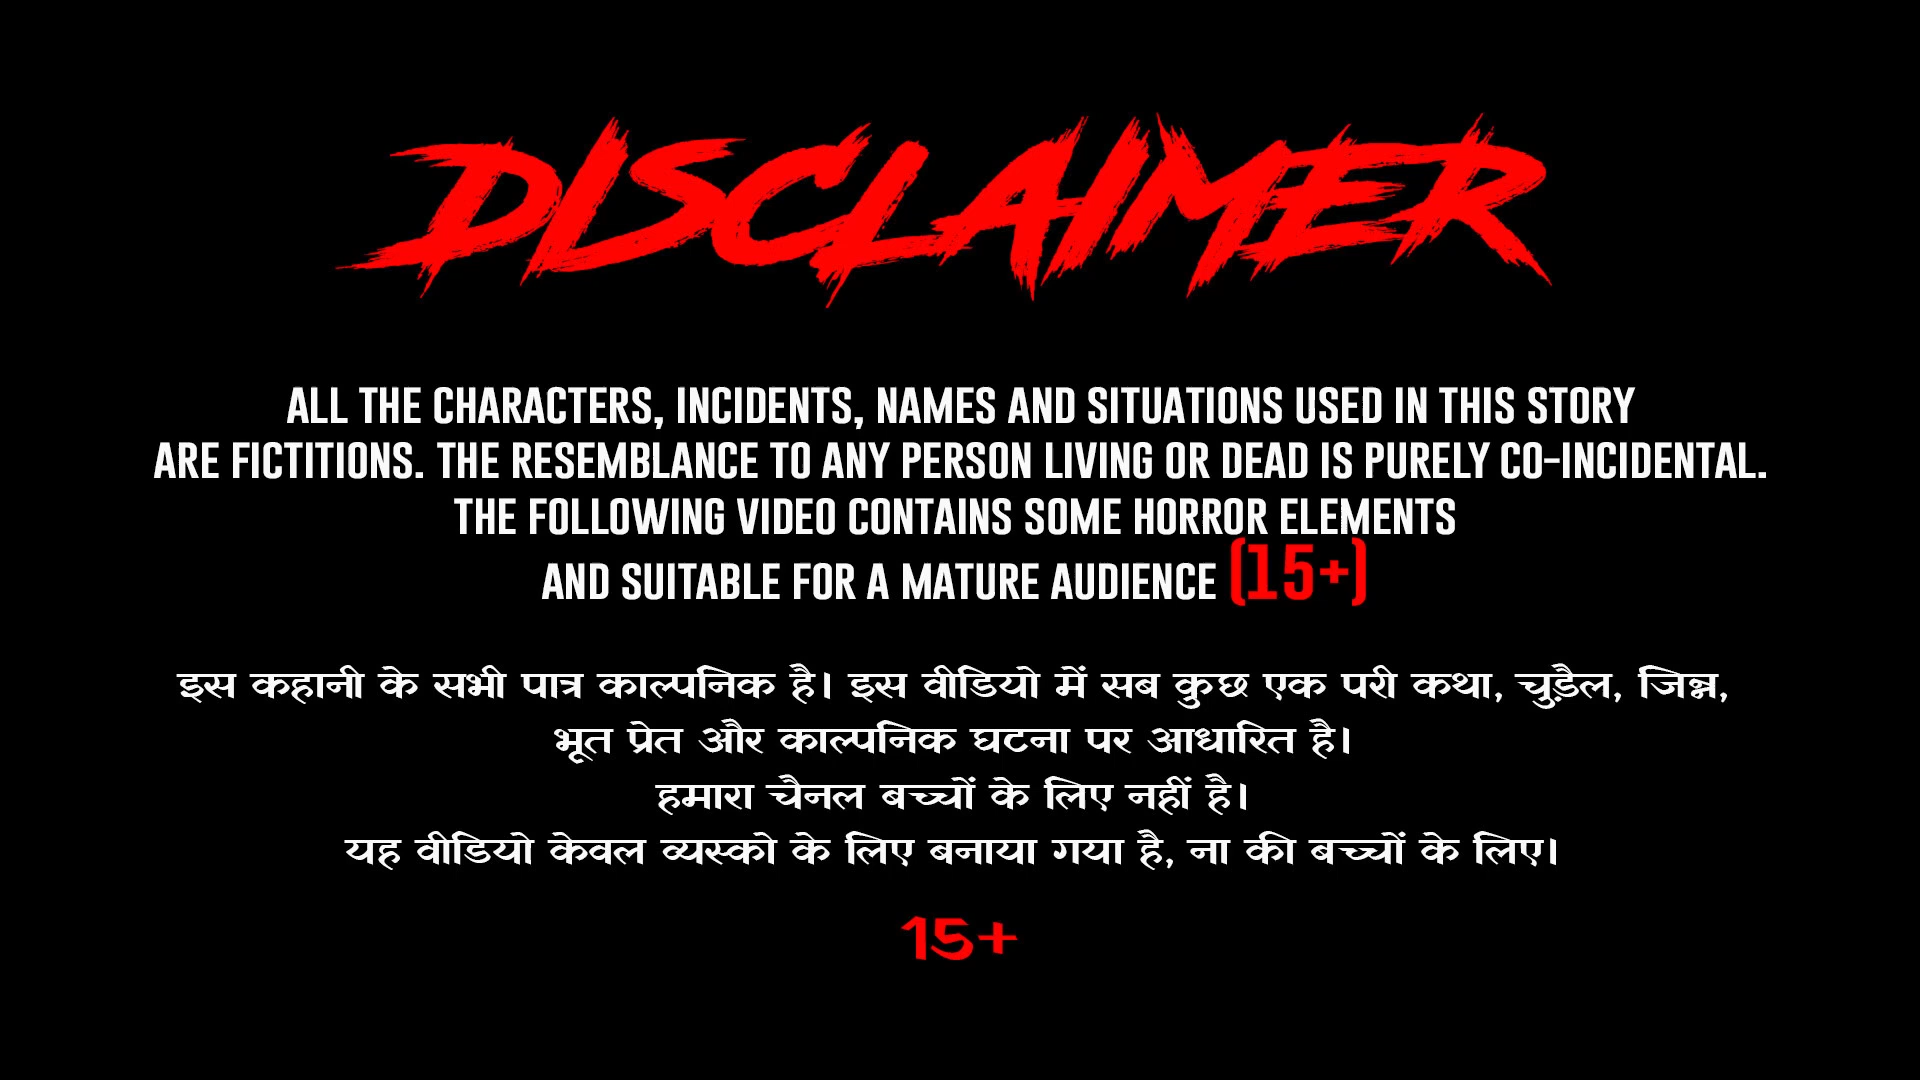 DISCLAIMER
ALL THE CHARACTERS, INCIDENTS, NAMES AND SITUATIONS USED IN THIS STORY
ARE FICTITIONS. THE RESEMBLANCE TO ANY PERSON LIVING OR DEAD IS PURELY CO-INCIDENTAL.
THE FOLLOWING VIDEO CONTAINS SOME HORROR ELEMENTS
AND SUITABLE FOR A MATURE AUDIENCE (15+)
इस कहानी के सभी पात्र काल्पनिक है। इस वीडियो में सब कुछ एक परी कथा, चुड़ैल, जिन्न,
भूत प्रेत और काल्पनिक घटना पर आधारित है।
हमारा चैनल बच्चों के लिए नहीं है।
यह वीडियो केवल व्यस्को के लिए बनाया गया है, ना की बच्चों के लिए।
15+